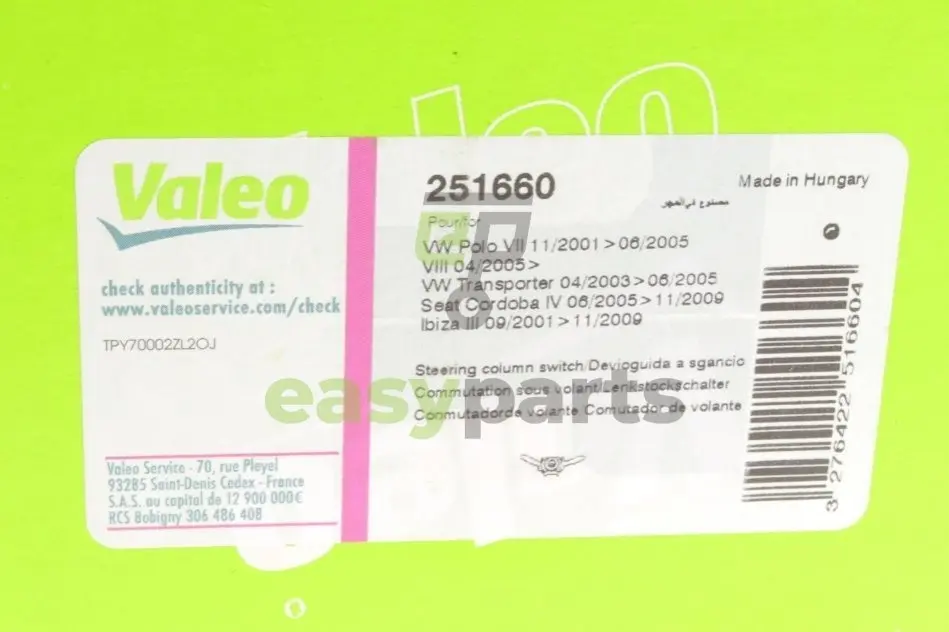 Valeo
check authenticity at :
www.valeoservice.com/check
TPY70002ZL2OJ
Valeo Service - 70, rue Pleyel
93285 Saint-Denis Cedex - France
S.A.S. au capital de 12 900 000€
RCS Bobigny 306 486 408
251660
Made in Hungary
مصنوع في المجر
Pour/for
VW Polo VII 11/2001>06/2005
VIII 04/2005>
VW Transporter 04/2003>06/2005
Seat Cordoba IV 06/2005>11/2009
Ibiza III 09/2001>11/2009
Steering column switch/Devioguida a sgancio
Commutation sous volant/Lenkstockschalter
Conmutadorde volante Comutador de volante
3 276422 516604
easyparts